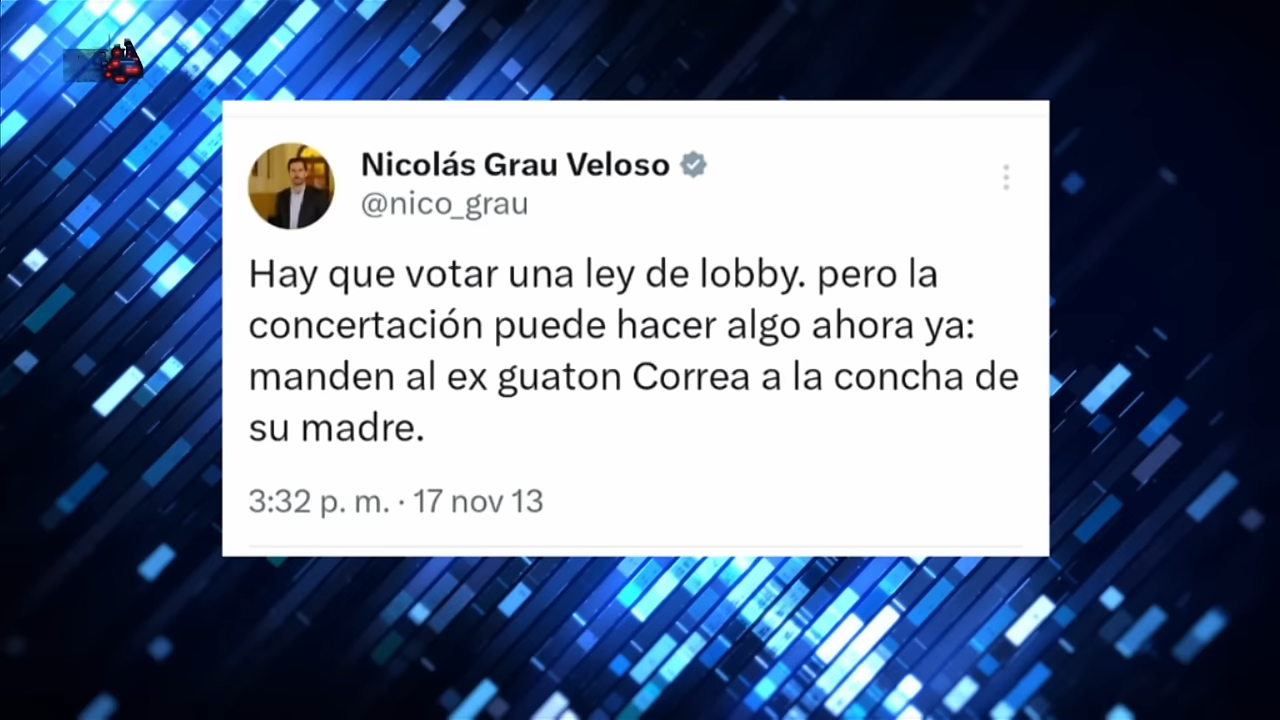 Nicolás Grau Veloso
@nico_grau
Hay que votar una ley de lobby. pero la
concertación puede hacer algo ahora ya:
manden al ex guaton Correa a la concha de
su madre.
3:32 p. m. · 17 nov 13